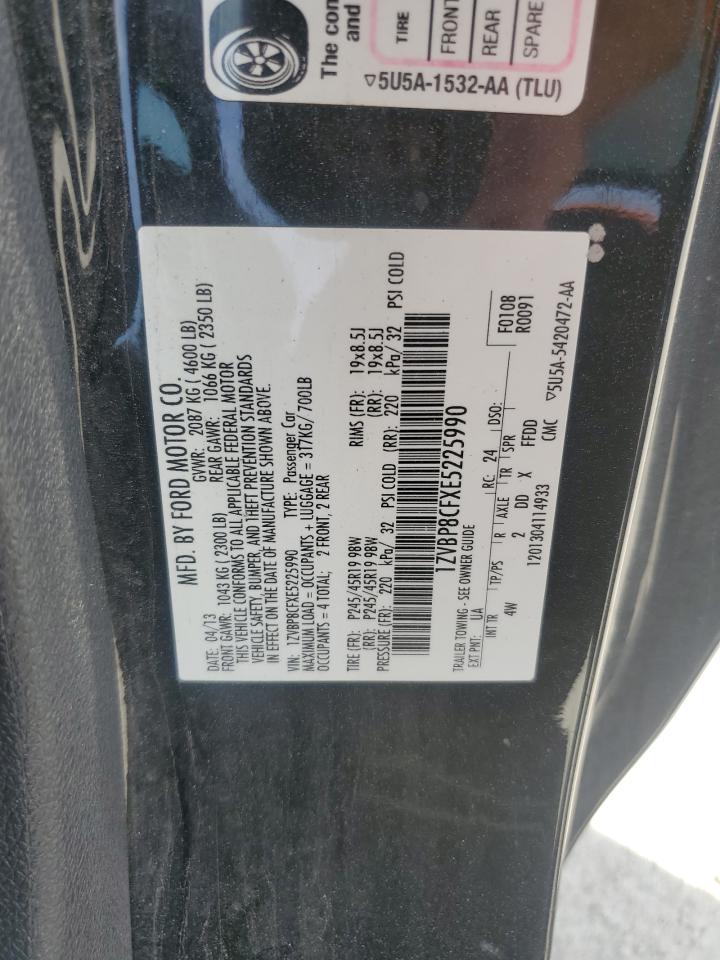 The con
and
TIRE
FRONT
REAR
SPARE
5U5A-1532-AA (TLU)
MFD. BY FORD MOTOR CO.
DATE: 04/13 GVWR: 2087 KG ( 4600 LB)
FRONT GAWR: 1043 KG ( 2300 LB) REAR GAWR: 1066 KG ( 2350 LB)
THIS VEHICLE CONFORMS TO ALL APPLICABLE FEDERAL MOTOR
VEHICLE SAFETY, BUMPER, AND THEFT PREVENTION STANDARDS
IN EFFECT ON THE DATE OF MANUFACTURE SHOWN ABOVE.
VIN: 1ZVBP8CFXE5225990 TYPE: Passenger Car
MAXIMUM LOAD = OCCUPANTS + LUGGAGE = 317KG/700LB
OCCUPANTS = 4 TOTAL; 2 FRONT, 2 REAR
TIRE (FR): P245/45R19 98W RIMS (FR): 19x8.5J
(RR): P245/45R19 98W (RR): 19x8.5J
PRESSURE (FR): 220 kPa/ 32 PSI COLD (RR): 220 kPa/ 32 PSI COLD
1ZVBP8CFXE5225990
TRAILER TOWING - SEE OWNER GUIDE
EXT PNT: UA RC: 24 DSO:
INT TR TP/PS R AXLE TR SPR F0108
4W 2 DD X FFDD R0091
1Z01304114933 CMC 5U5A-5420472-AA